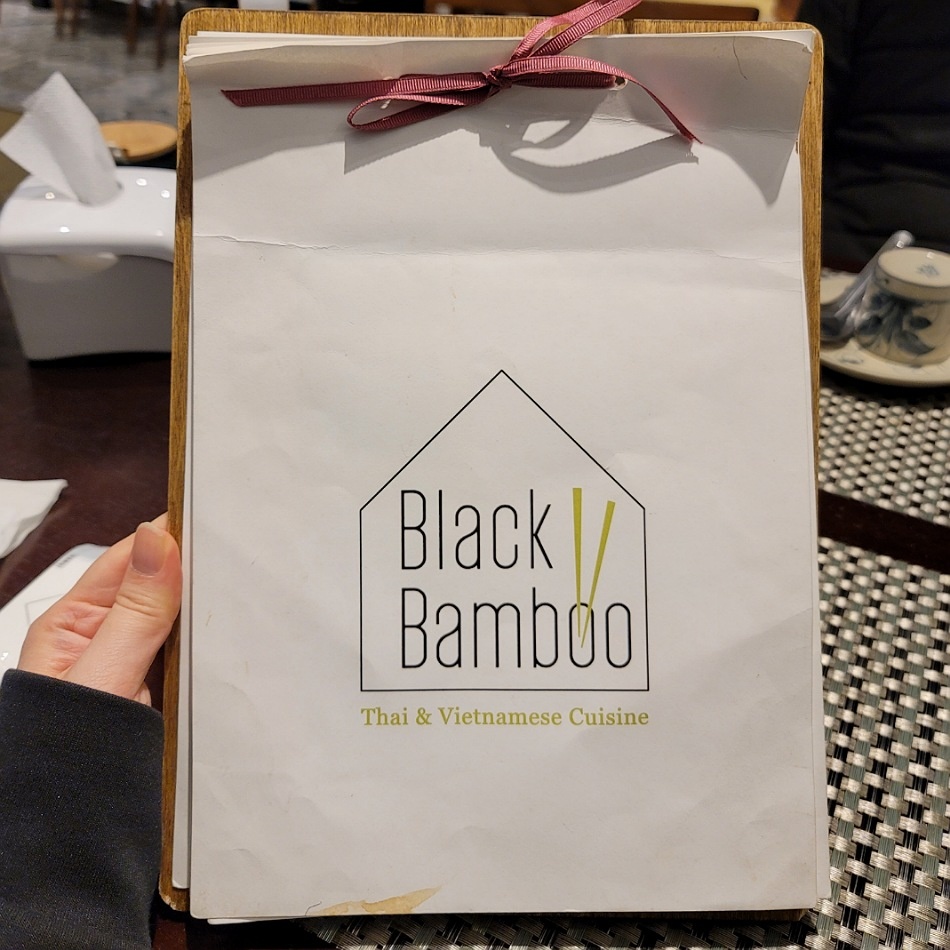 Black
Bamboo
Thai & Vietnamese Cuisine